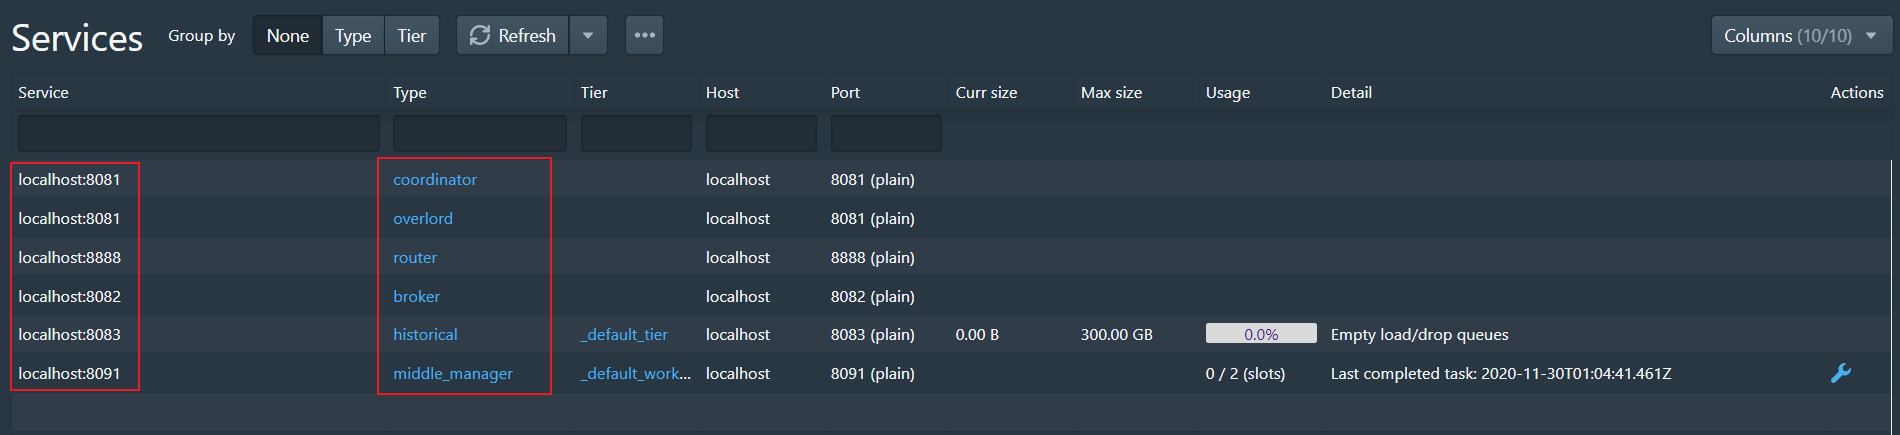 Services Group by None Type Tier Refresh ••• Columns (10/10)
Service Type Tier Host Port Curr size Max size Usage Detail Actions
localhost:8081 coordinator localhost 8081 (plain)
localhost:8081 overlord localhost 8081 (plain)
localhost:8888 router localhost 8888 (plain)
localhost:8082 broker localhost 8082 (plain)
localhost:8083 historical _default_tier localhost 8083 (plain) 0.00 B 300.00 GB 0.0% Empty load/drop queues
localhost:8091 middle_manager _default_work... localhost 8091 (plain) 0 / 2 (slots) Last completed task: 2020-11-30T01:04:41.461Z